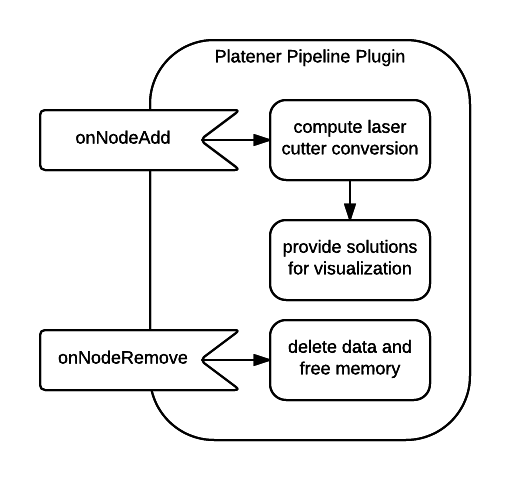 Platener Pipeline Plugin
onNodeAdd
compute laser
cutter conversion
provide solutions
for visualization
onNodeRemove
delete data and
free memory